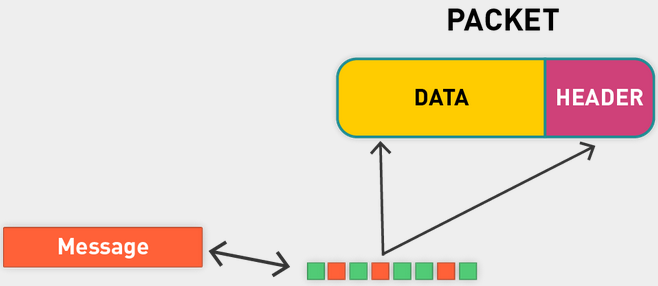 PACKET
DATA
HEADER
Message